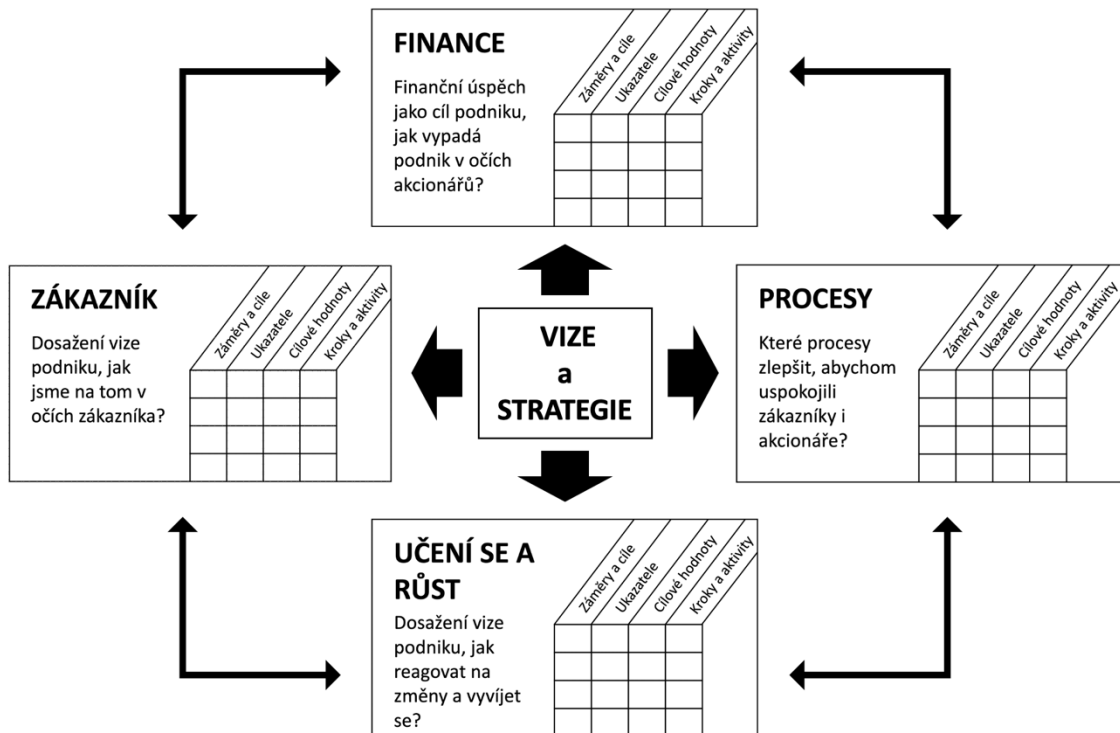 FINANCE
Finanční úspěch
jako cíl podniku,
jak vypadá
podnik v očích
akcionářů?
Záměry a cíle
Ukazatele
Cílové hodnoty
Kroky a aktivity
ZÁKAZNÍK
Dosažení vize
podniku, jak
jsme na tom v
očích zákazníka?
Záměry a cíle
Ukazatele
Cílové hodnoty
Kroky a aktivity
VIZE
a
STRATEGIE
PROCESY
Které procesy
zlepšit, abychom
uspokojili
zákazníky i
akcionáře?
Záměry a cíle
Ukazatele
Cílové hodnoty
Kroky a aktivity
UČENÍ SE A
RŮST
Dosažení vize
podniku, jak
reagovat na
změny a vyvíjet
se?
Záměry a cíle
Ukazatele
Cílové hodnoty
Kroky a aktivity